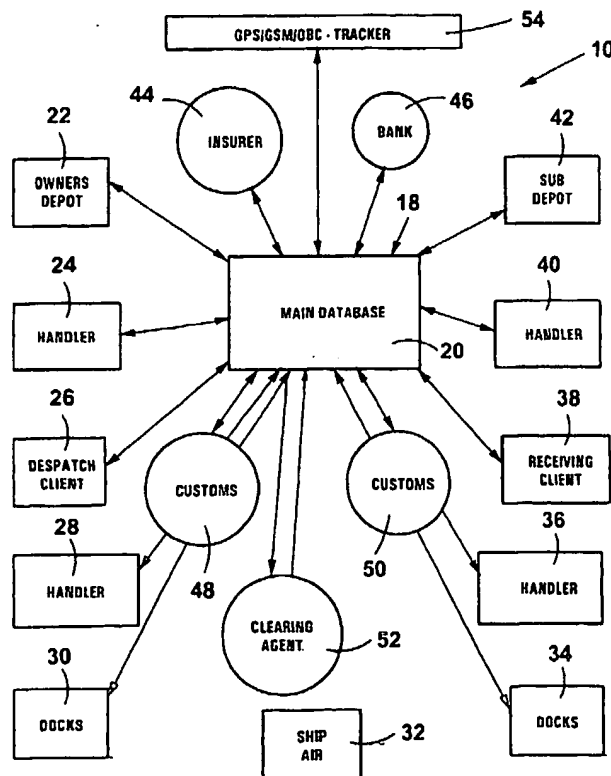 GPS/GSM/OBC - TRACKER
54
10
44
46
INSURER
BANK
22
42
OWNERS
DEPOT
SUB
DEPOT
18
24
40
HANDLER
MAIN DATABASE
HANDLER
20
26
38
DESPATCH
CLIENT
CUSTOMS
CUSTOMS
RECEIVING
CLIENT
28
36
HANDLER
48
50
HANDLER
CLEARING
AGENT.
52
30
34
DOCKS
DOCKS
SHIP
AIR
32